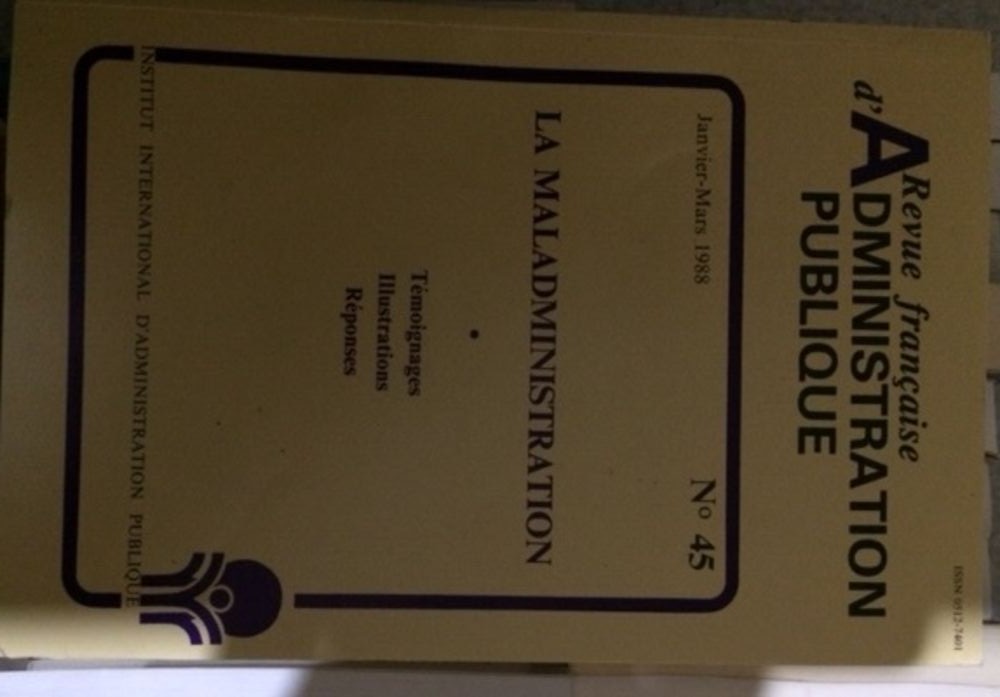 ISSN 0512-7401
Revue française
d'ADMINISTRATION
PUBLIQUE
Janvier-Mars 1988 N° 45
LA MALADMINISTRATION
•
Témoignages
Illustrations
Réponses
INSTITUT INTERNATIONAL D'ADMINISTRATION PUBLIQUE